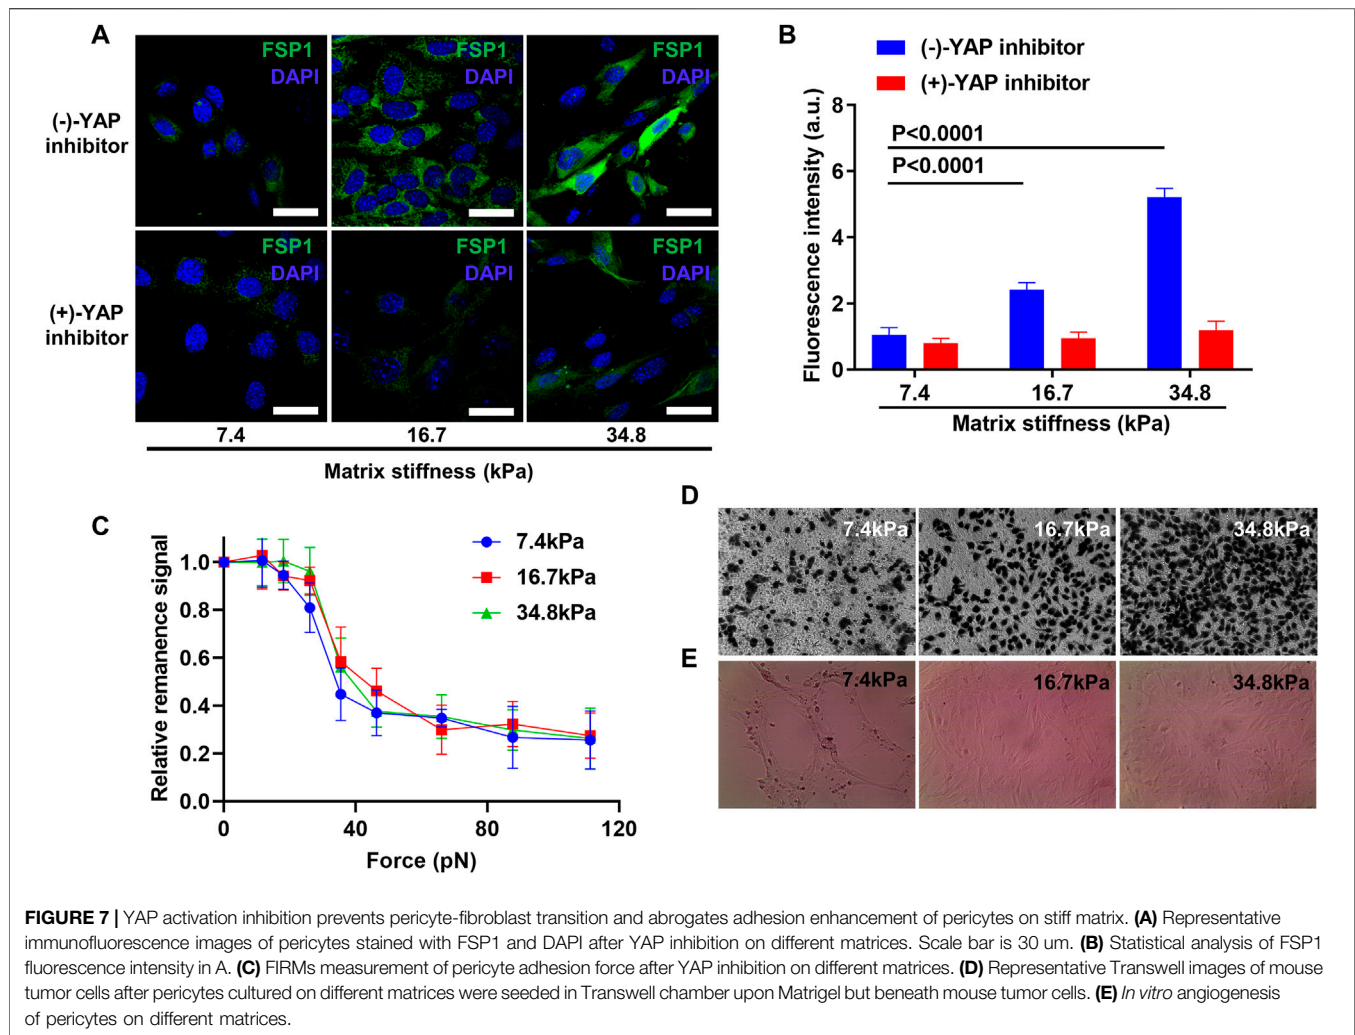 A
FSP1
DAPI
FSP1
DAPI
FSP1
DAPI
(-)-YAP
inhibitor
FSP1
DAPI
FSP1
DAPI
FSP1
DAPI
(+)-YAP
inhibitor
7.4
16.7
34.8
Matrix stiffness (kPa)
B
(-)-YAP inhibitor
(+)-YAP inhibitor
Fluorescence intensity (a.u.)
8
6
4
2
0
P<0.0001
P<0.0001
7.4
16.7
34.8
Matrix stiffness (kPa)
C
Relative remanence signal
1.0
0.8
0.6
0.4
0.2
0.0
0
40
80
120
Force (pN)
7.4kPa
16.7kPa
34.8kPa
D
7.4kPa
16.7kPa
34.8kPa
E
7.4kPa
16.7kPa
34.8kPa
FIGURE 7 | YAP activation inhibition prevents pericyte-fibroblast transition and abrogates adhesion enhancement of pericytes on stiff matrix. (A) Representative
immunofluorescence images of pericytes stained with FSP1 and DAPI after YAP inhibition on different matrices. Scale bar is 30 um. (B) Statistical analysis of FSP1
fluorescence intensity in A. (C) FIRMs measurement of pericyte adhesion force after YAP inhibition on different matrices. (D) Representative Transwell images of mouse
tumor cells after pericytes cultured on different matrices were seeded in Transwell chamber upon Matrigel but beneath mouse tumor cells. (E) In vitro angiogenesis
of pericytes on different matrices.